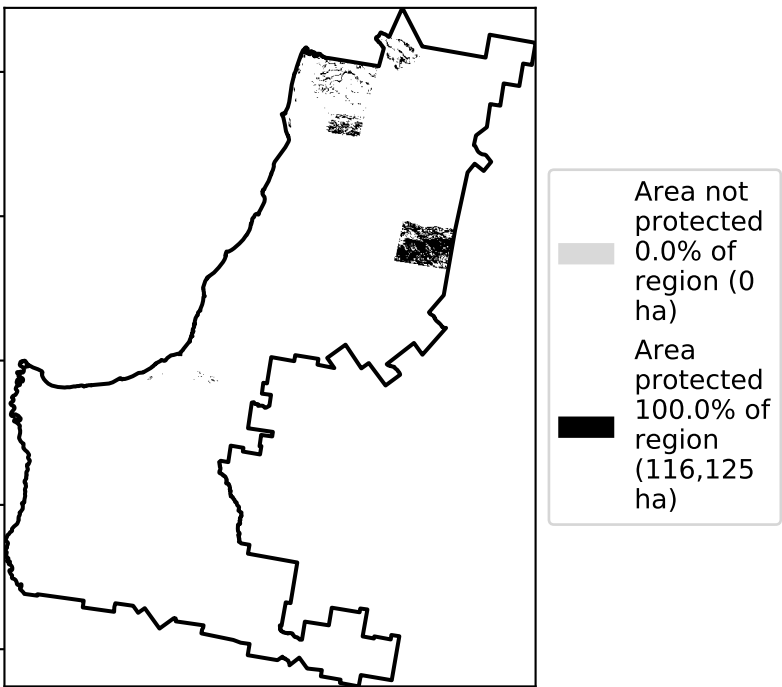 Area not
protected
0.0% of
region (0
ha)
Area
protected
100.0% of
region
(116,125
ha)